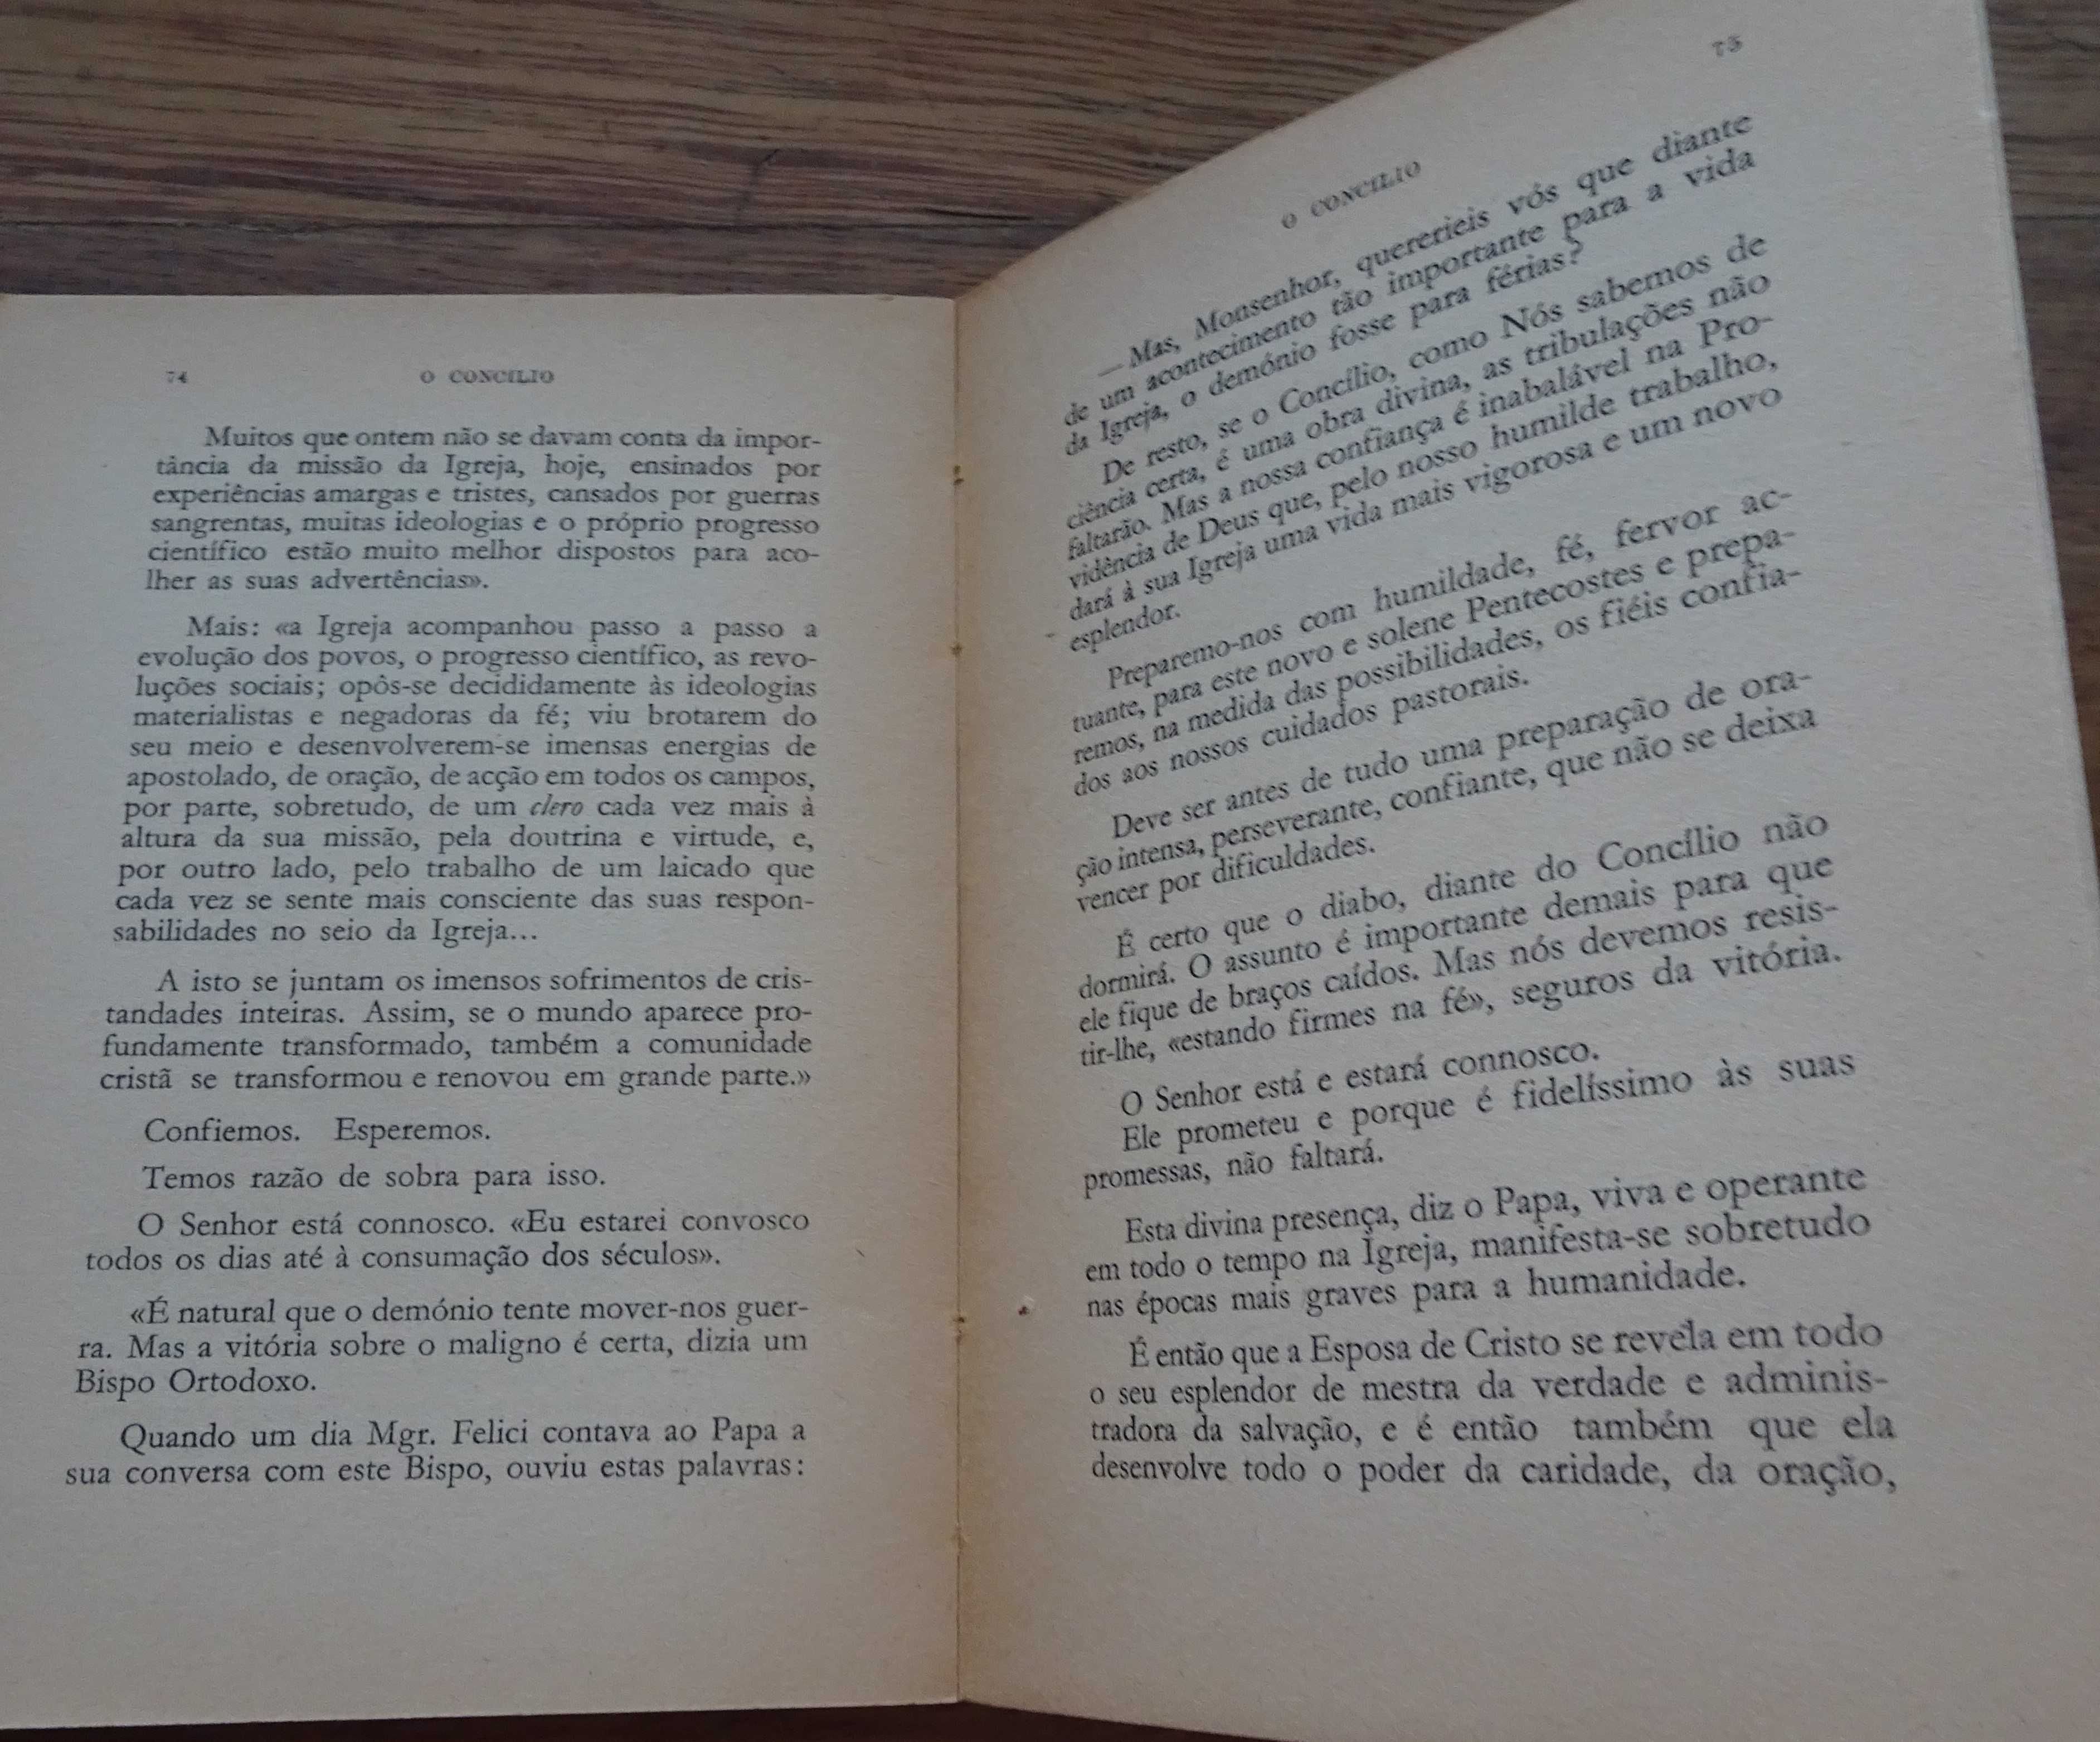 74
O CONCÍLIO
Muitos que ontem não se davam conta da impor-
tância da missão da Igreja, hoje, ensinados por
experiências amargas e tristes, cansados por guerras
sangrentas, muitas ideologias e o próprio progresso
científico estão muito melhor dispostos para aco-
lher as suas advertências».
Mais: «a Igreja acompanhou passo a passo a
evolução dos povos, o progresso científico, as revo-
luções sociais; opôs-se decididamente às ideologias
materialistas e negadoras da fé; viu brotarem do
seu meio e desenvolverem-se imensas energias de
apostolado, de oração, de acção em todos os campos,
por parte, sobretudo, de um clero cada vez mais à
altura da sua missão, pela doutrina e virtude, e,
por outro lado, pelo trabalho de um laicado que
cada vez se sente mais consciente das suas respon-
sabilidades no seio da Igreja...
A isto se juntam os imensos sofrimentos de cris-
tandades inteiras. Assim, se o mundo aparece pro-
fundamente transformado, também a comunidade
cristã se transformou e renovou em grande parte.»
Confiemos. Esperemos.
Temos razão de sobra para isso.
O Senhor está connosco. «Eu estarei convosco
todos os dias até à consumação dos séculos».
«É natural que o demónio tente mover-nos guer-
ra. Mas a vitória sobre o maligno é certa, dizia um
Bispo Ortodoxo.
Quando um dia Mgr. Felici contava ao Papa a
sua conversa com este Bispo, ouviu estas palavras:
O CONCÍLIO
75
— Mas, Monsenhor, quererieis vós que diante
de um acontecimento tão importante para a vida
da Igreja, o demónio fosse para férias?
De resto, se o Concílio, como Nós sabemos de
ciência certa, é uma obra divina, as tribulações não
faltarão. Mas a nossa confiança é inabalável na Pro-
vidência de Deus que, pelo nosso humilde trabalho,
dará à sua Igreja uma vida mais vigorosa e um novo
esplendor.
Preparemo-nos com humildade, fé, fervor ac-
tuante, para este novo e solene Pentecostes e prepa-
remos, na medida das possibilidades, os fiéis confia-
dos aos nossos cuidados pastorais.
Deve ser antes de tudo uma preparação de ora-
ção intensa, perseverante, confiante, que não se deixa
vencer por dificuldades.
É certo que o diabo, diante do Concílio não
dormirá. O assunto é importante demais para que
ele fique de braços caídos. Mas nós devemos resis-
tir-lhe, «estando firmes na fé», seguros da vitória.
O Senhor está e estará connosco.
Ele prometeu e porque é fidelíssimo às suas
promessas, não faltará.
Esta divina presença, diz o Papa, viva e operante
em todo o tempo na Igreja, manifesta-se sobretudo
nas épocas mais graves para a humanidade.
É então que a Esposa de Cristo se revela em todo
o seu esplendor de mestra da verdade e adminis-
tradora da salvação, e é então também que ela
desenvolve todo o poder da caridade, da oração,